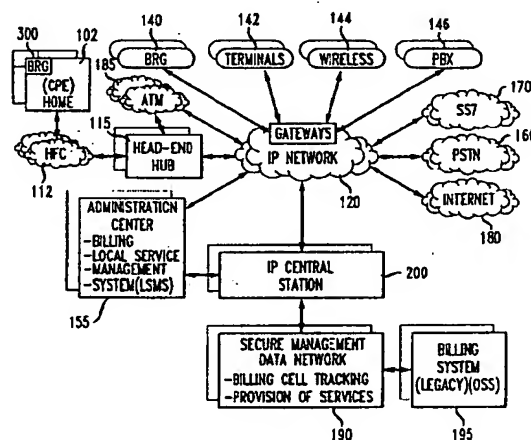 140
142
144
146
300
102
BRG
(CPE)
HOME
185
ATM
BRG
TERMINALS
WIRELESS
PBX
170
SS7
115
HEAD-END
HUB
HFC
112
GATEWAYS
IP NETWORK
120
160
PSTN
INTERNET
180
ADMINISTRATION
CENTER
-BILLING
-LOCAL SERVICE
-MANAGEMENT
-SYSTEM(LSMS)
155
IP CENTRAL
STATION
200
SECURE MANAGEMENT
DATA NETWORK
-BILLING CELL TRACKING
-PROVISION OF SERVICES
190
BILLING
SYSTEM
(LEGACY)(OSS)
195